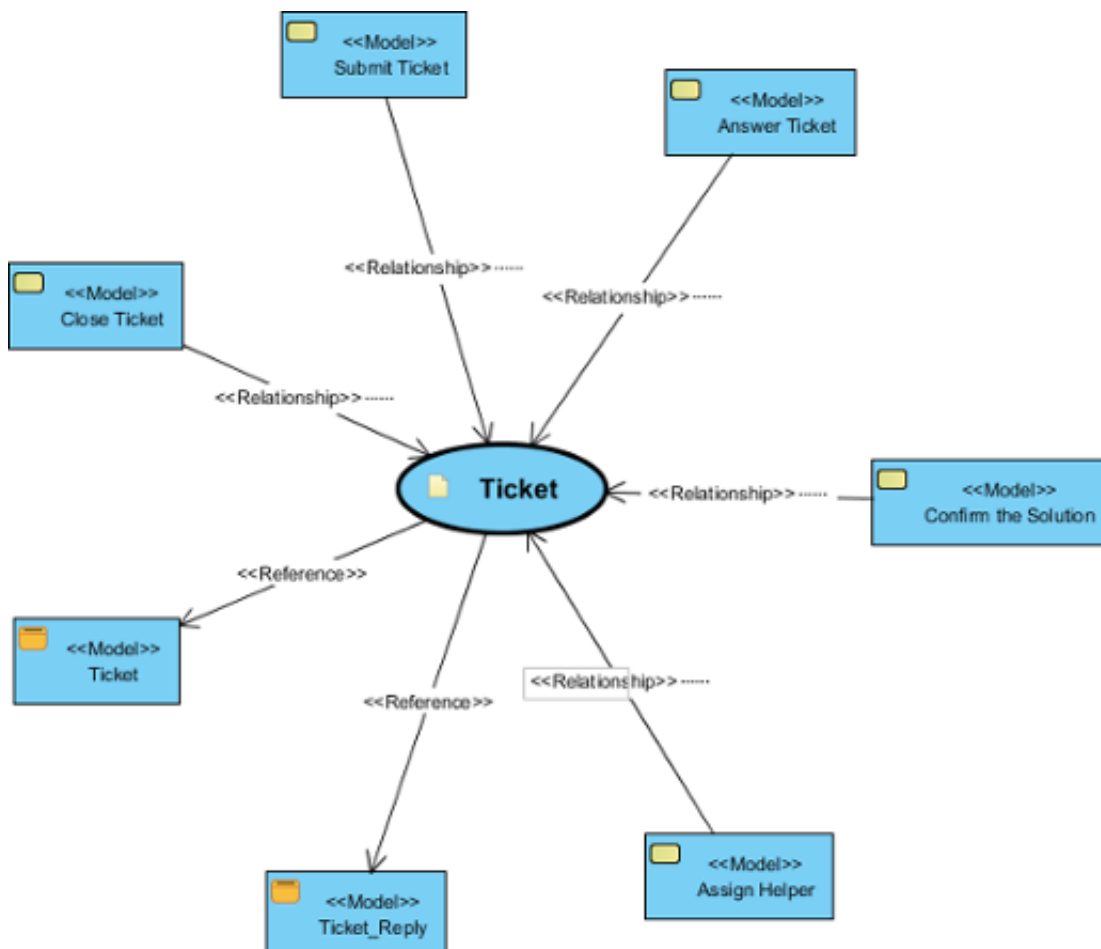 <<Model>>
Submit Ticket
<<Model>>
Answer Ticket
<<Relationship>> ······
<<Model>>
Close Ticket
<<Relationship>> ······
<<Relationship>> ······
Ticket
<<Relationship>> ······
<<Model>>
Confirm the Solution
<<Reference>>
<<Model>>
Ticket
<<Reference>>
<<Relationship>> ······
<<Model>>
Assign Helper
<<Model>>
Ticket_Reply